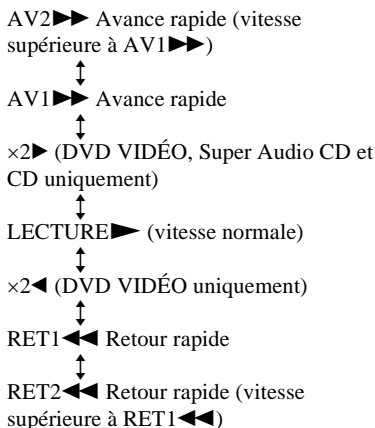 AV2▶▶ Avance rapide (vitesse
supérieure à AV1▶▶)
↕
AV1▶▶ Avance rapide
↕
×2▶ (DVD VIDÉO, Super Audio CD et
CD uniquement)
↕
LECTURE▶ (vitesse normale)
↕
×2◀ (DVD VIDÉO uniquement)
↕
RET1◀◀ Retour rapide
↕
RET2◀◀ Retour rapide (vitesse
supérieure à RET1◀◀)